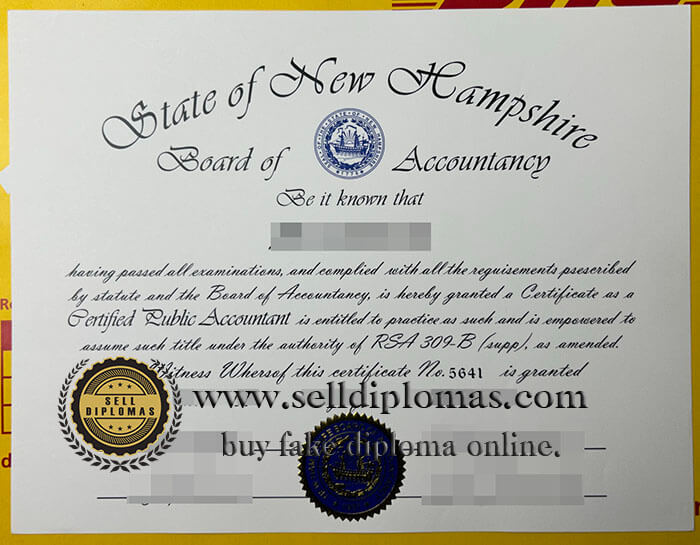 State of New Hampshire
Board of Accountancy
Be it known that
having passed all examinations, and complied with all the reguisements psescribed
by statute and the Board of Accountancy, is hereby granted a Certificate as a
Certified Public Accountant is entitled to practice as such and is empowered to
assume such title under the authority of RSA 309-B (supp), as amended.
Witness Whersof this certificate No. 5641 is granted
SELL
DIPLOMAS
www.selldiplomas.com
buy fake diploma online.